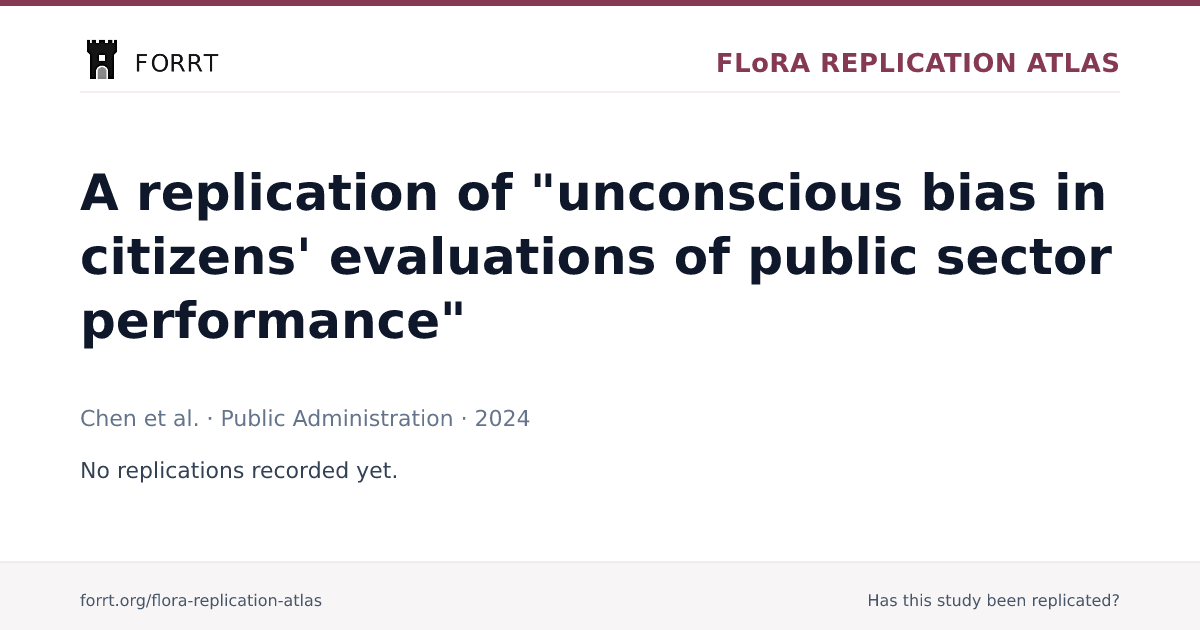 FORRT
FLoRA REPLICATION ATLAS
A replication of "unconscious bias in
citizens' evaluations of public sector
performance"
Chen et al. · Public Administration · 2024
No replications recorded yet.
forrt.org/flora-replication-atlas
Has this study been replicated?